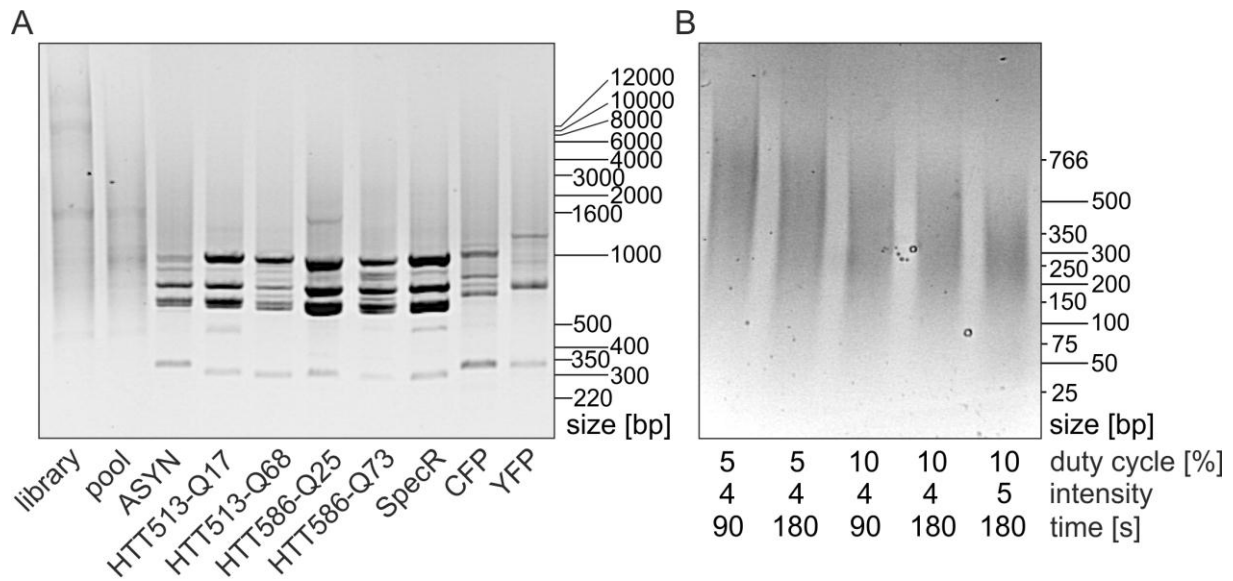 A
12000
10000
8000
6000
4000
3000
2000
1600
1000
500
400
350
300
220
size [bp]
library
pool
ASYN
HTT513-Q17
HTT513-Q68
HTT586-Q25
HTT586-Q73
SpecR
CFP
YFP
B
766
500
350
300
250
200
150
100
75
50
25
size [bp]
5 5 10 10 10 duty cycle [%]
4 4 4 4 5 intensity
90 180 90 180 180 time [s]